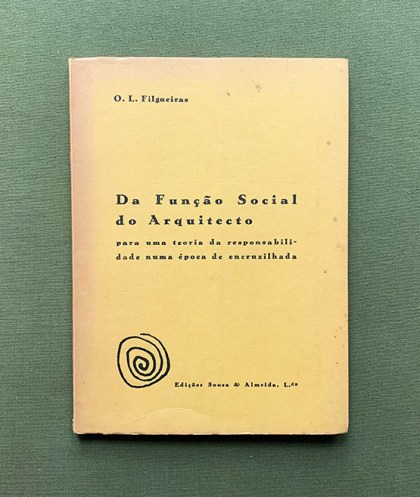 O. L. Filgueiras
Da Função Social
do Arquitecto
para uma teoria da responsabili-
dade numa época de encruzilhada
Edições Sousa & Almeida, L.da